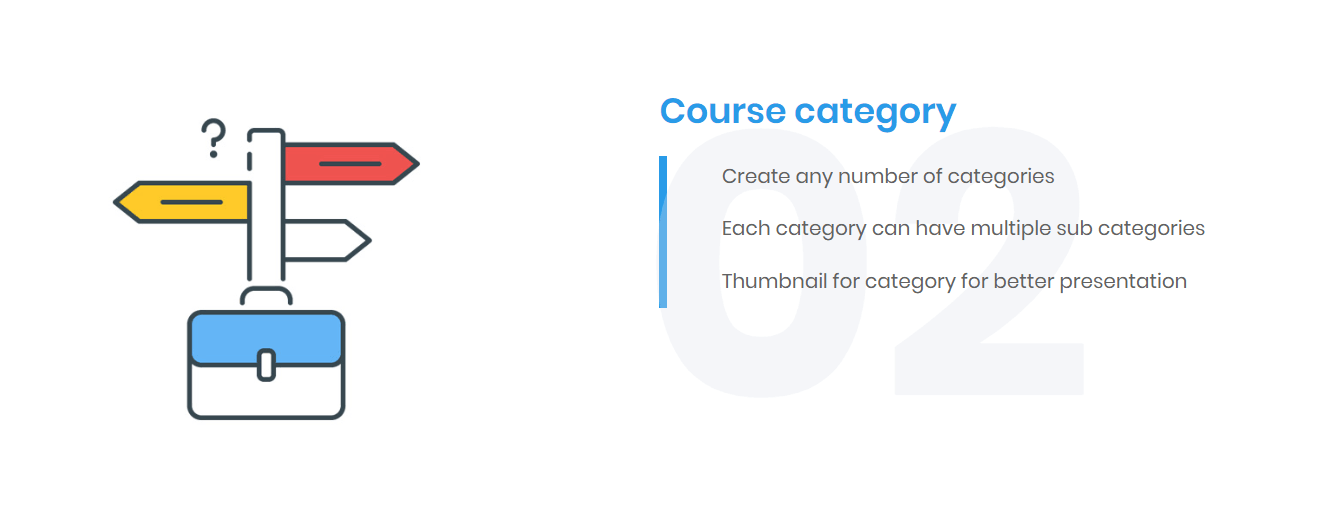 ?
Course category
02
Create any number of categories
Each category can have multiple sub categories
Thumbnail for category for better presentation